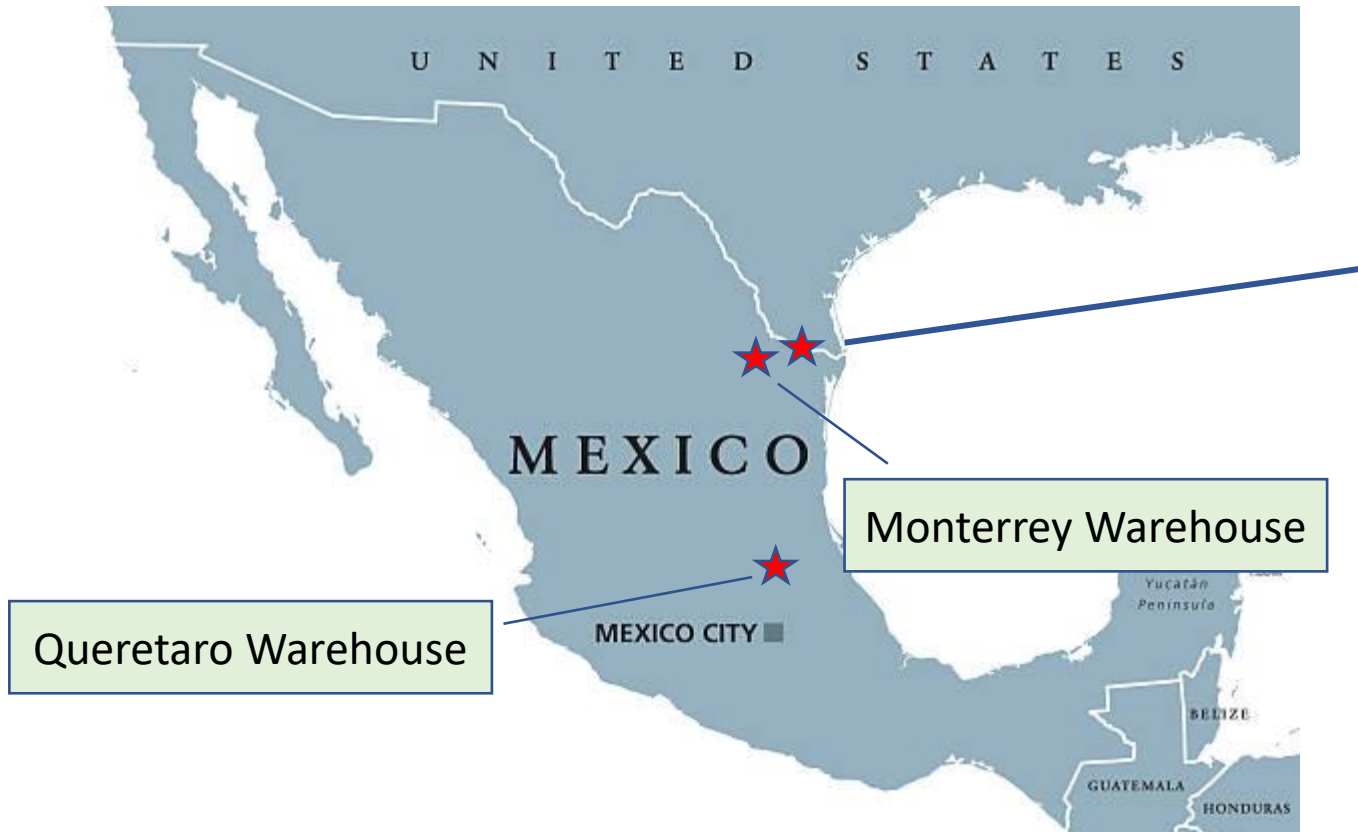 UNITED STATES
MEXICO
Monterrey Warehouse
Yucatán
Peninsula
Queretaro Warehouse
MEXICO CITY
BELIZE
GUATEMALA
HONDURAS